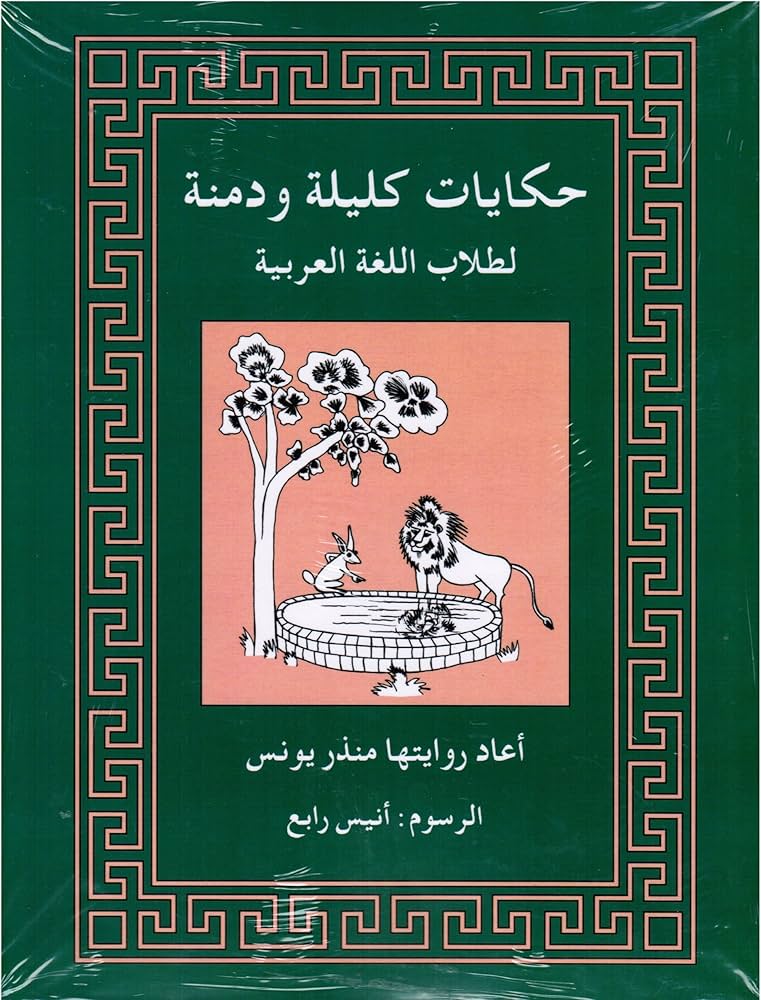 حكايات كليلة ودمنة
لطلاب اللغة العربية
أعاد روايتها منذر يونس
الرسوم: أنيس رابع